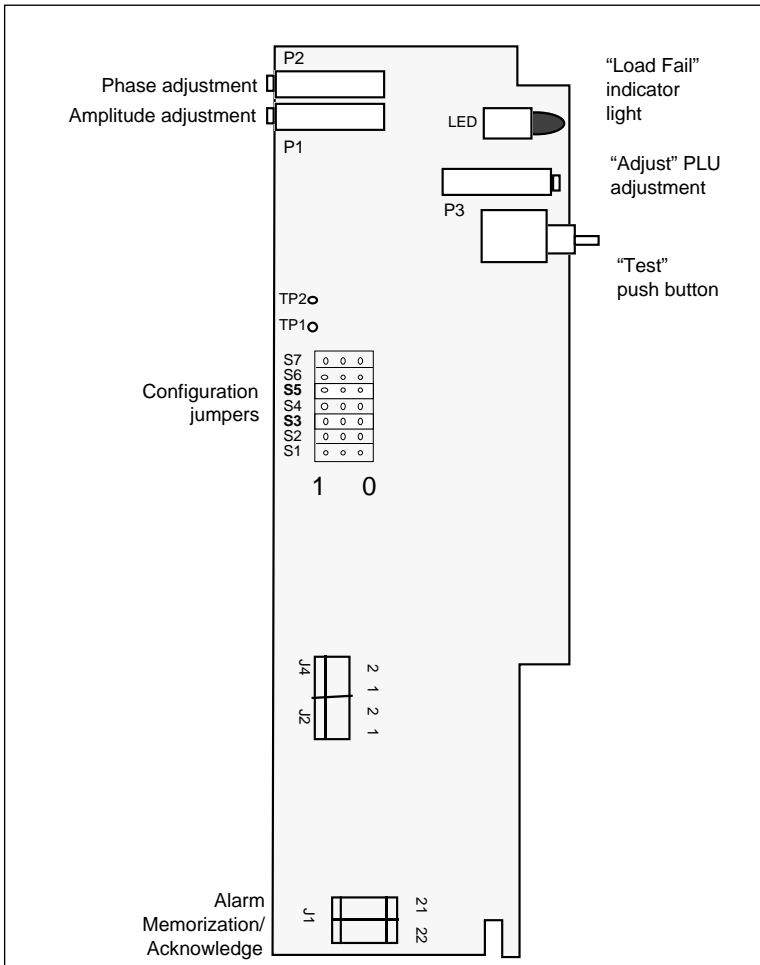 P2
Phase adjustment
Amplitude adjustment
P1
LED
“Load Fail”
indicator
light
“Adjust” PLU
adjustment
P3
“Test”
push button
TP2
TP1
Configuration
jumpers
S7
S6
S5
S4
S3
S2
S1
1 0
J4
2
1
J2
2
1
Alarm
Memorization/
Acknowledge
J1
21
22